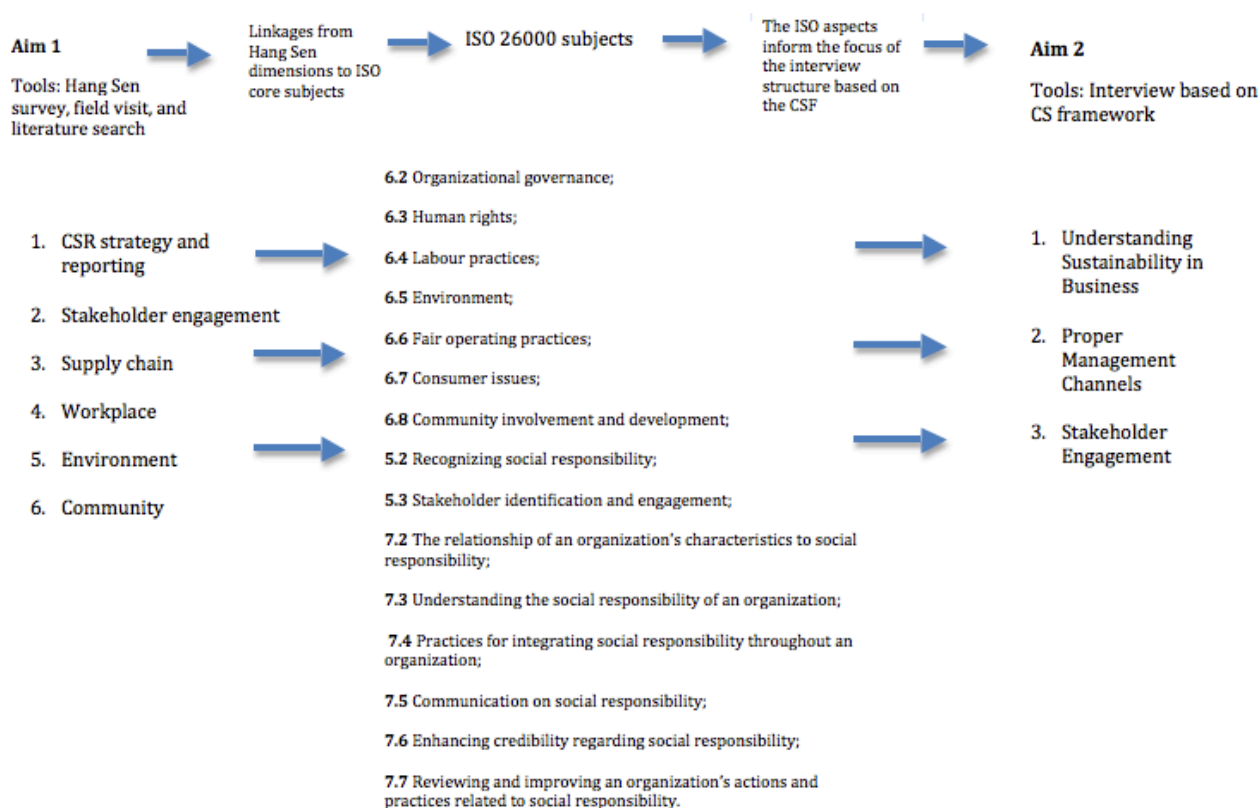 Aim 1
Tools: Hang Sen
survey, field visit, and
literature search
Linkages from
Hang Sen
dimensions to ISO
core subjects
ISO 26000 subjects
The ISO aspects
inform the focus of
the interview
structure based on
the CSF
Aim 2
Tools: Interview based on
CS framework
1. CSR strategy and
reporting
2. Stakeholder engagement
3. Supply chain
4. Workplace
5. Environment
6. Community
6.2 Organizational governance;
6.3 Human rights;
6.4 Labour practices;
6.5 Environment;
6.6 Fair operating practices;
6.7 Consumer issues;
6.8 Community involvement and development;
5.2 Recognizing social responsibility;
5.3 Stakeholder identification and engagement;
7.2 The relationship of an organization's characteristics to social
responsibility;
7.3 Understanding the social responsibility of an organization;
7.4 Practices for integrating social responsibility throughout an
organization;
7.5 Communication on social responsibility;
7.6 Enhancing credibility regarding social responsibility;
7.7 Reviewing and improving an organization's actions and
practices related to social responsibility.
1. Understanding
Sustainability in
Business
2. Proper
Management
Channels
3. Stakeholder
Engagement